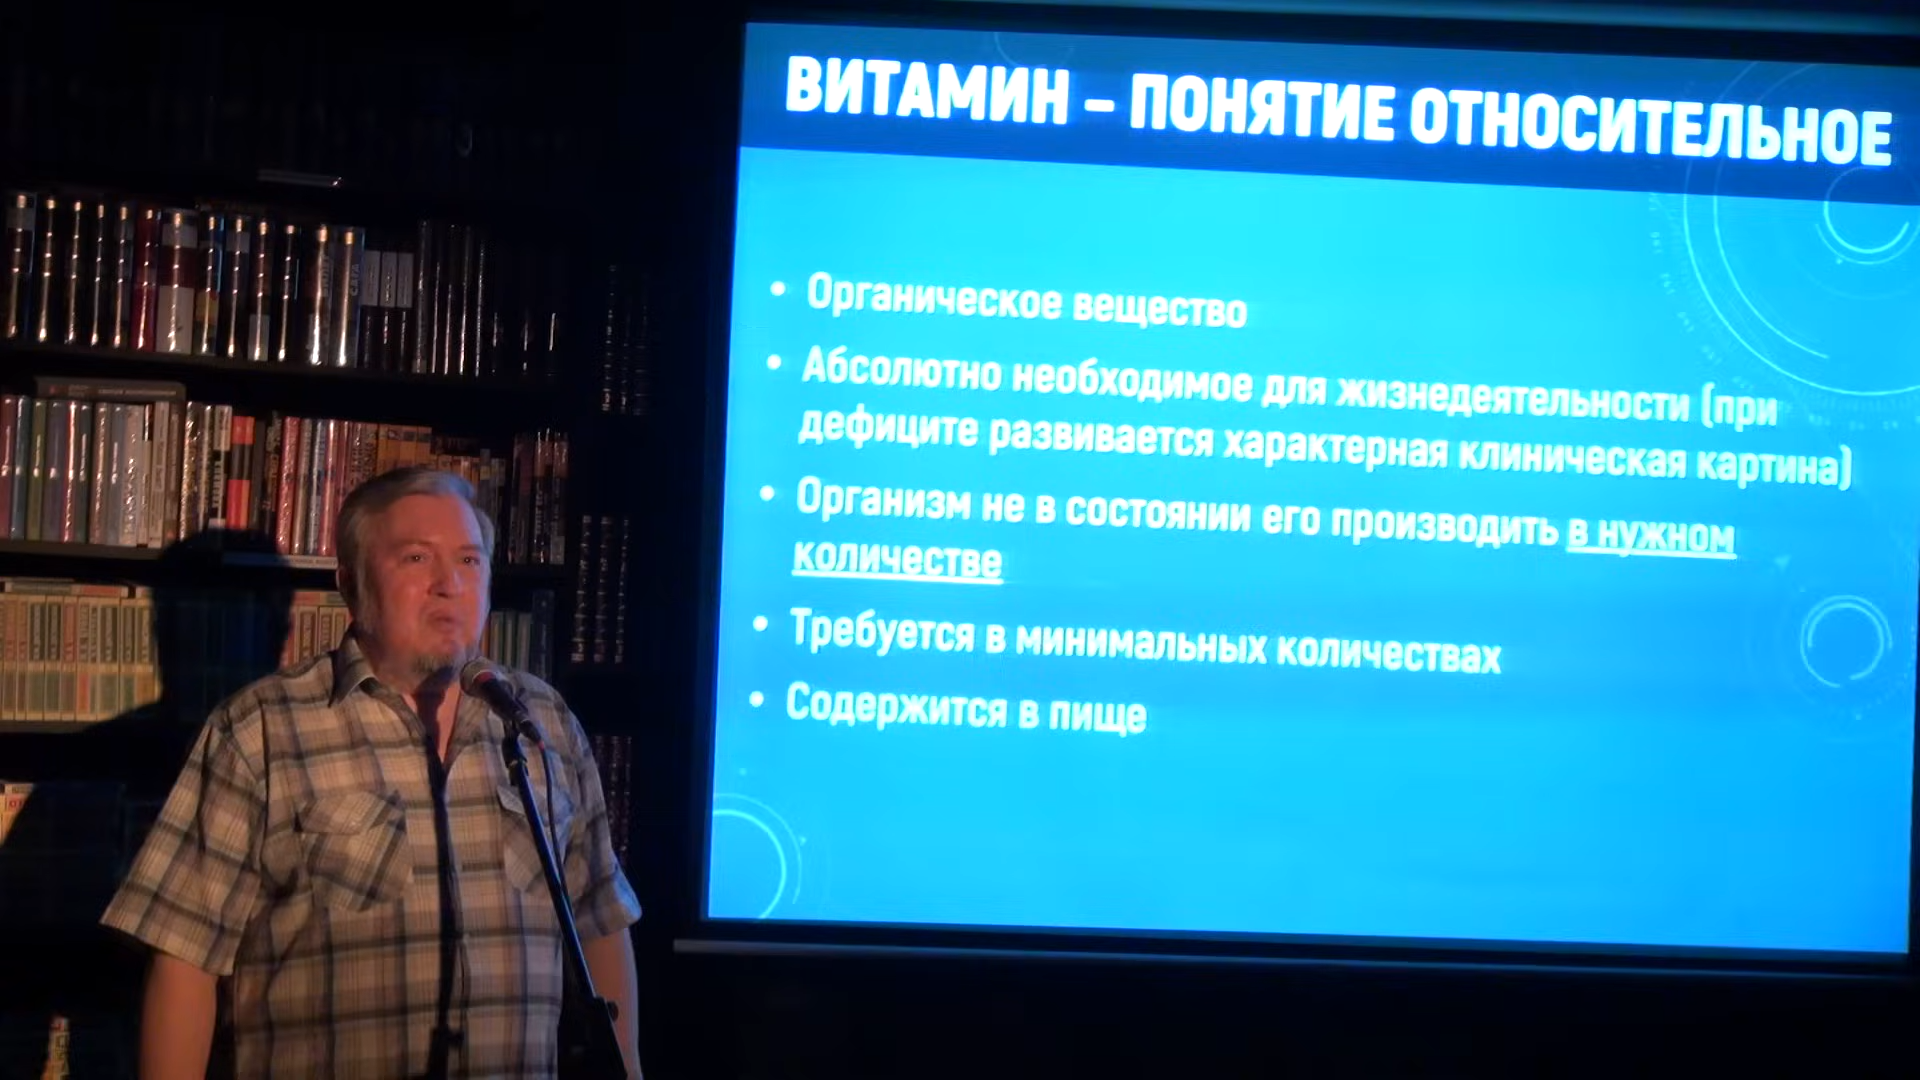 ВИТАМИН – ПОНЯТИЕ ОТНОСИТЕЛЬНОЕ
• Органическое вещество
• Абсолютно необходимое для жизнедеятельности (при
дефиците развивается характерная клиническая картина)
• Организм не в состоянии его производить в нужном
количестве
• Требуется в минимальных количествах
• Содержится в пище